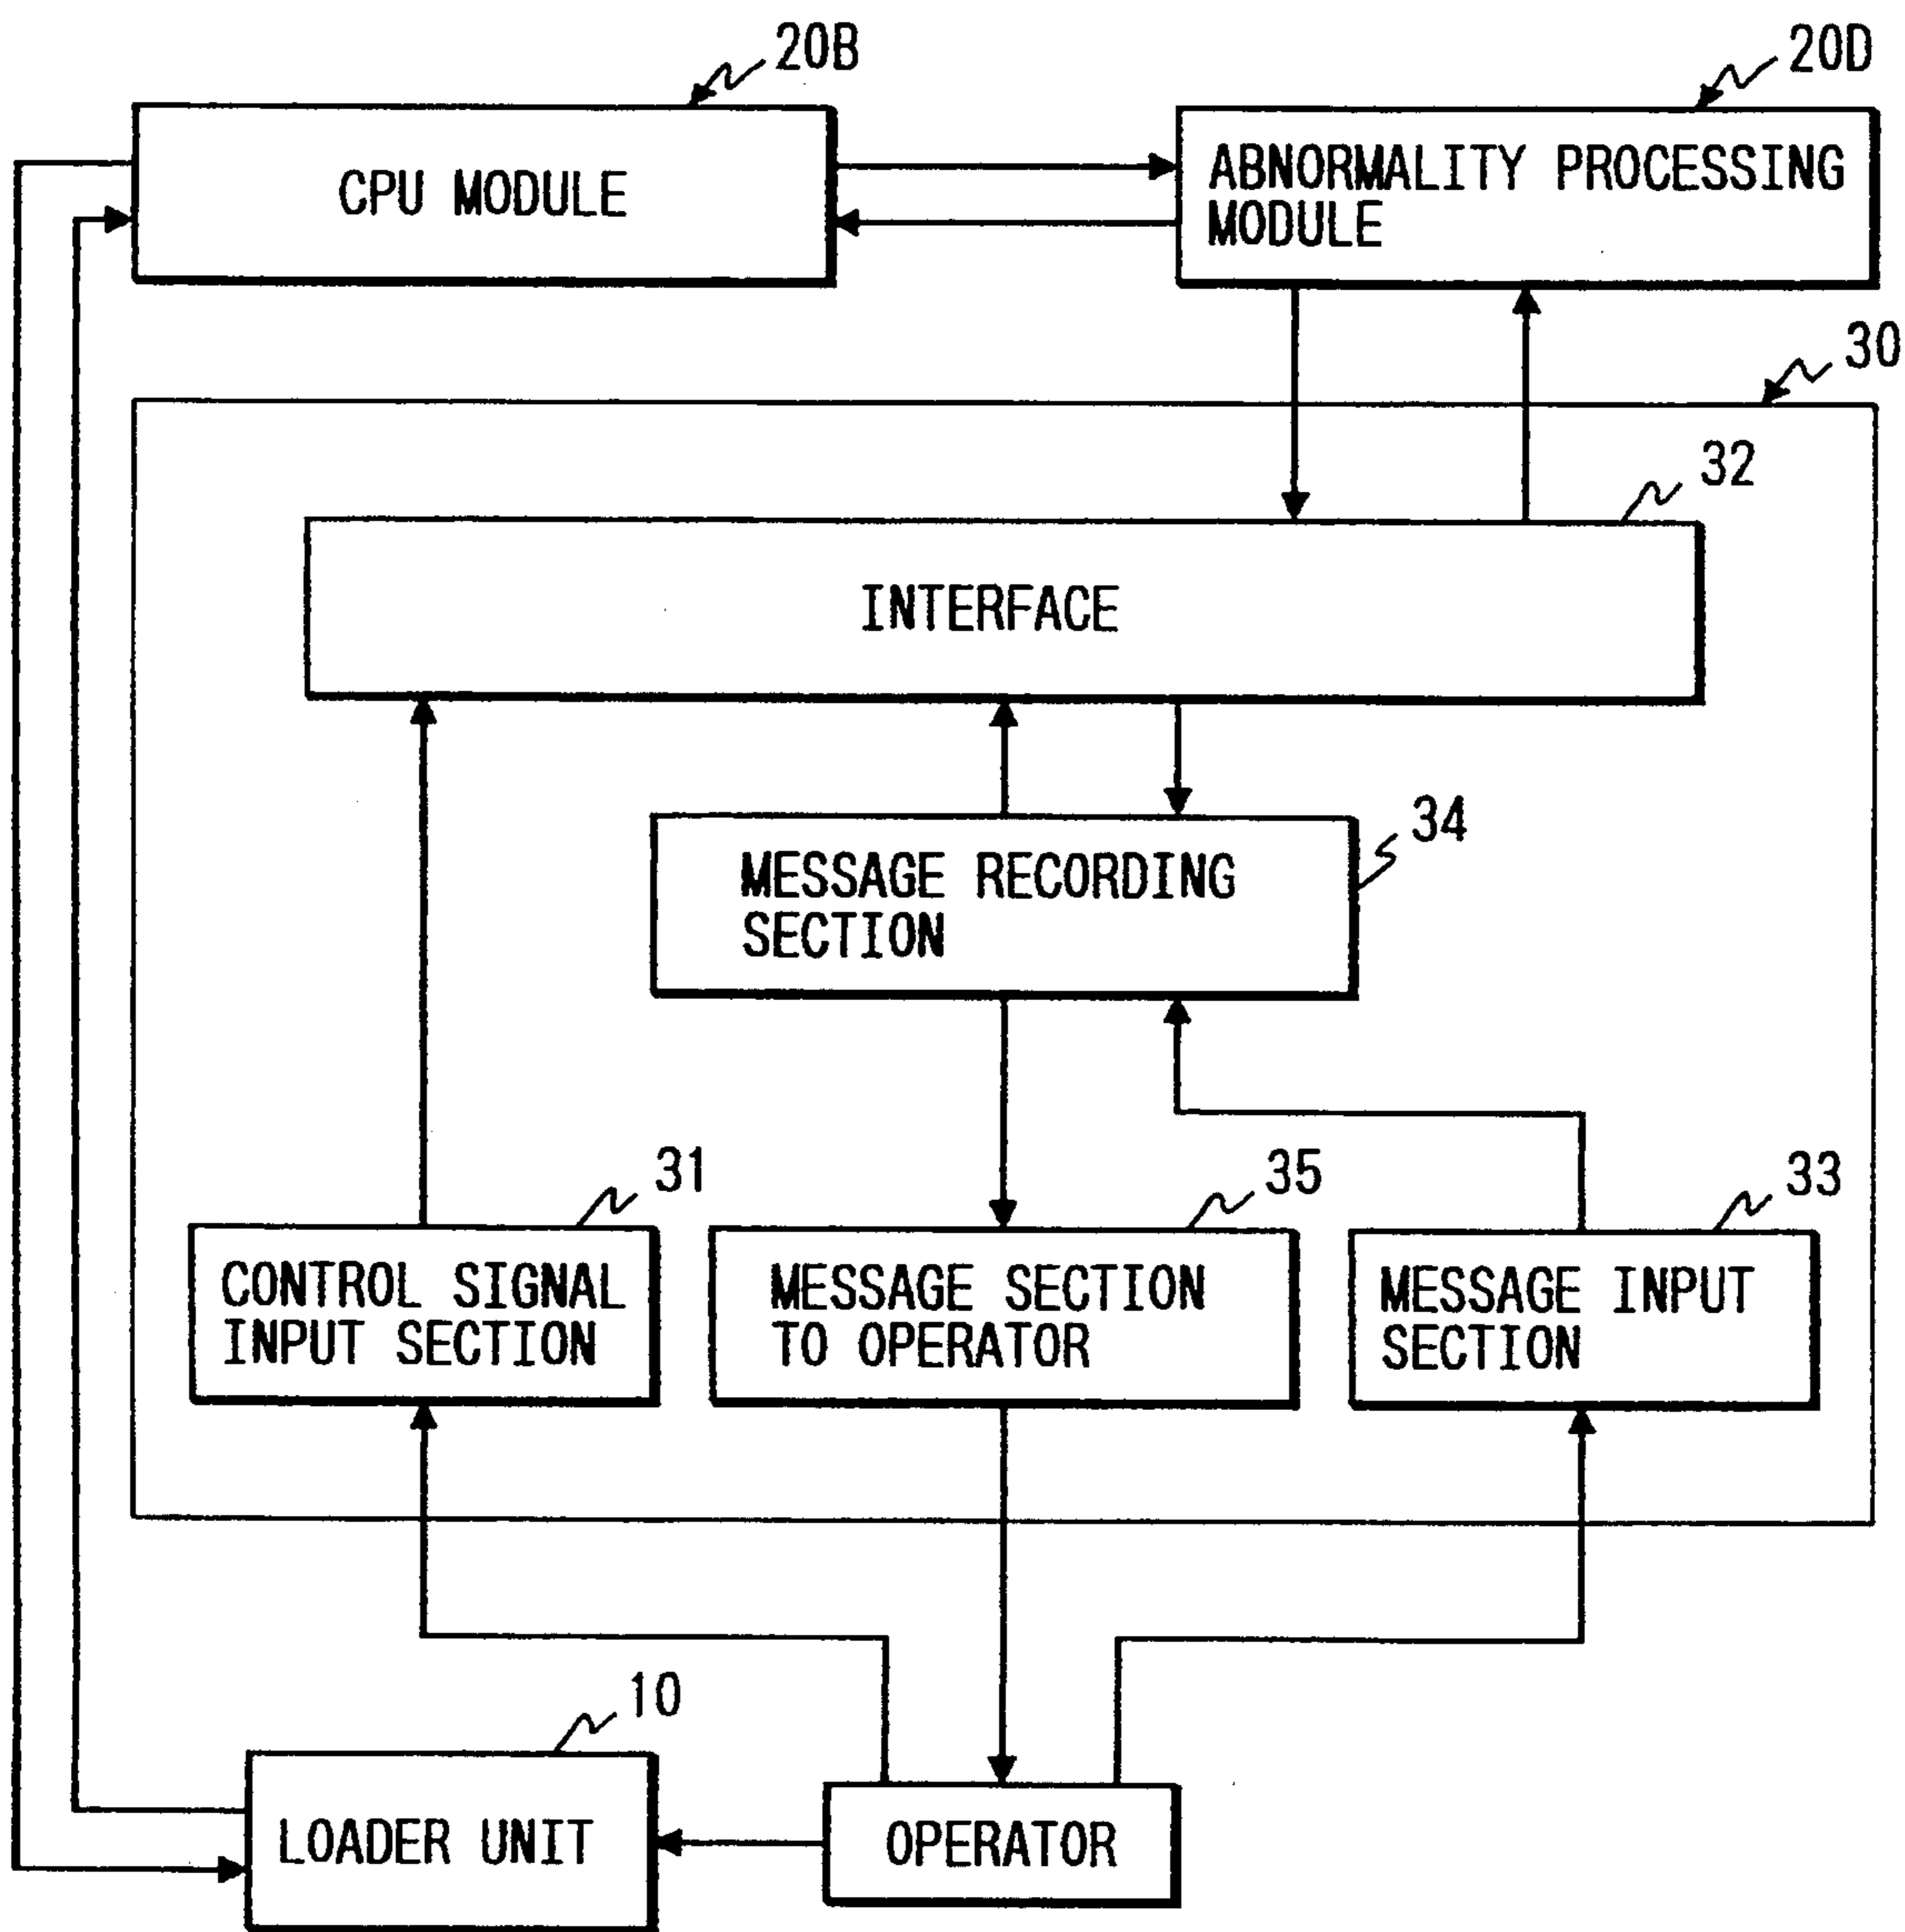 20B
20D
CPU MODULE
ABNORMALITY PROCESSING
MODULE
30
32
INTERFACE
34
MESSAGE RECORDING
SECTION
31
35
33
CONTROL SIGNAL
INPUT SECTION
MESSAGE SECTION
TO OPERATOR
MESSAGE INPUT
SECTION
10
LOADER UNIT
OPERATOR